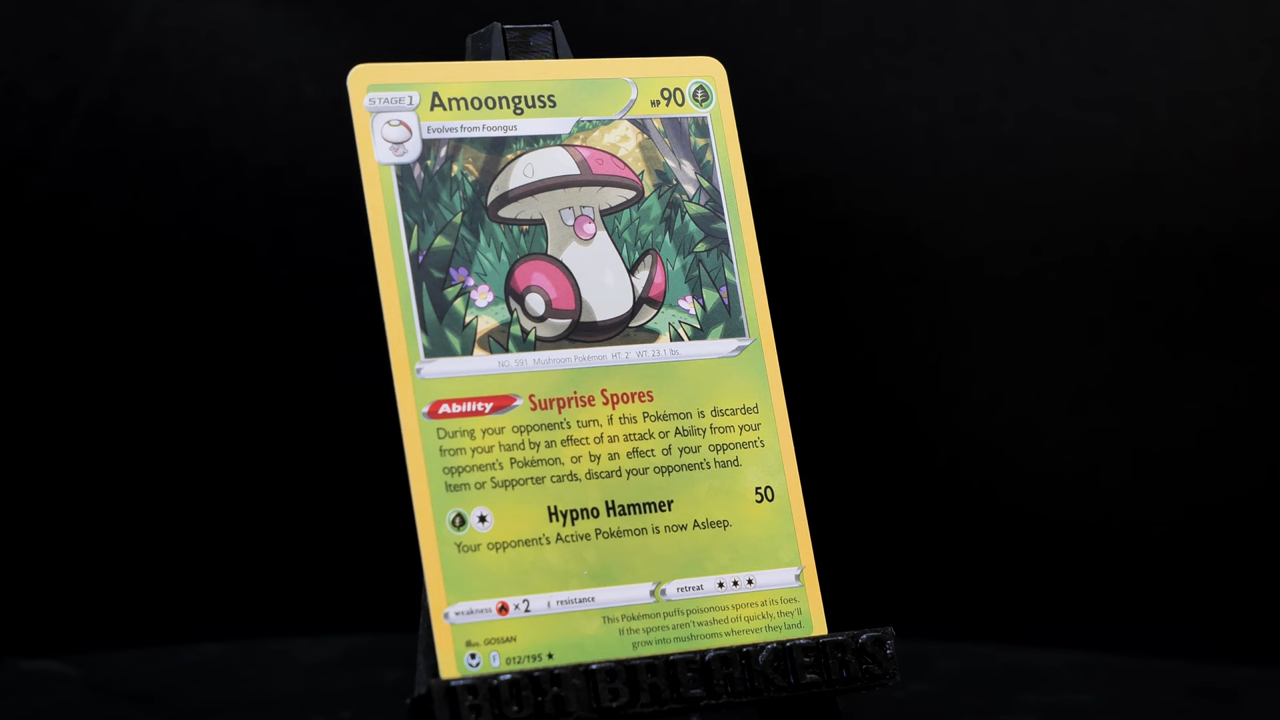 STAGE1 Amoonguss HP 90
Evolves from Foongus
NO. 591 Mushroom Pokémon HT. 2' WT. 23.1 lbs.
Ability Surprise Spores
During your opponent's turn, if this Pokémon is discarded
from your hand by an effect of an attack or Ability from your
opponent's Pokémon, or by an effect of your opponent's
Item or Supporter cards, discard your opponent's hand.
Hypno Hammer 50
Your opponent's Active Pokémon is now Asleep.
weakness ×2 resistance retreat
This Pokémon puffs poisonous spores at its foes.
If the spores aren't washed off quickly, they'll
grow into mushrooms wherever they land.
Illus. GOSSAN
F 012/195 ★
BOX BREAKERS